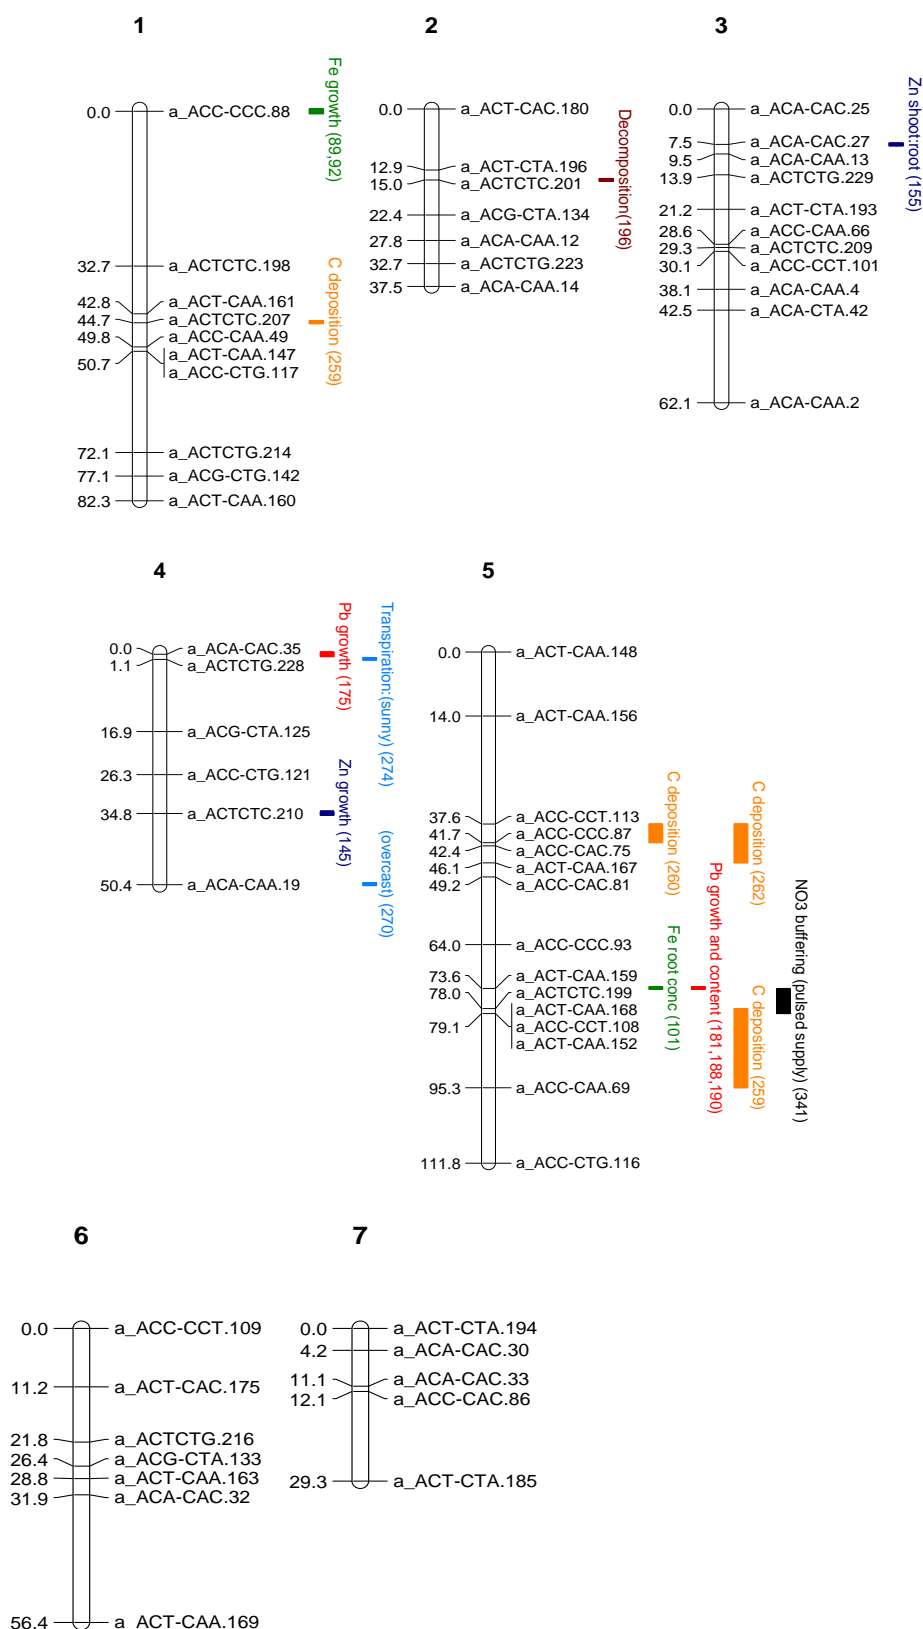 1
0.0 a_ACC-CCC.88
32.7 a_ACTCTC.198
42.8 a_ACT-CAA.161
44.7 a_ACTCTC.207
49.8 a_ACC-CAA.49
50.7 a_ACT-CAA.147
a_ACC-CTG.117
72.1 a_ACTCTG.214
77.1 a_ACG-CTG.142
82.3 a_ACT-CAA.160
Fe growth (89,92)
C deposition (259)
2
0.0 a_ACT-CAC.180
12.9 a_ACT-CTA.196
15.0 a_ACTCTC.201
22.4 a_ACG-CTA.134
27.8 a_ACA-CAA.12
32.7 a_ACTCTG.223
37.5 a_ACA-CAA.14
Decomposition(196)
3
0.0 a_ACA-CAC.25
7.5 a_ACA-CAC.27
9.5 a_ACA-CAA.13
13.9 a_ACTCTG.229
21.2 a_ACT-CTA.193
28.6 a_ACC-CAA.66
29.3 a_ACTCTC.209
30.1 a_ACC-CCT.101
38.1 a_ACA-CAA.4
42.5 a_ACA-CTA.42
62.1 a_ACA-CAA.2
Zn shoot:root (155)
4
0.0 a_ACA-CAC.35
1.1 a_ACTCTG.228
16.9 a_ACG-CTA.125
26.3 a_ACC-CTG.121
34.8 a_ACTCTC.210
50.4 a_ACA-CAA.19
Pb growth (175)
Zn growth (145)
Transpiration:(sunny) (274)
(overcast) (270)
5
0.0 a_ACT-CAA.148
14.0 a_ACT-CAA.156
37.6 a_ACC-CCT.113
41.7 a_ACC-CCC.87
42.4 a_ACC-CAC.75
46.1 a_ACT-CAA.167
49.2 a_ACC-CAC.81
64.0 a_ACC-CCC.93
73.6 a_ACT-CAA.159
78.0 a_ACTCTC.199
79.1 a_ACT-CAA.168
a_ACC-CCT.108
a_ACT-CAA.152
95.3 a_ACC-CAA.69
111.8 a_ACC-CTG.116
C deposition (260)
Fe root conc (101)
Pb growth and content (181,188,190)
C deposition (262)
C deposition (259)
NO3 buffering (pulsed supply) (341)
6
0.0 a_ACC-CCT.109
11.2 a_ACT-CAC.175
21.8 a_ACTCTG.216
26.4 a_ACG-CTA.133
28.8 a_ACT-CAA.163
31.9 a_ACA-CAC.32
56.4 a_ACT-CAA.169
7
0.0 a_ACT-CTA.194
4.2 a_ACA-CAC.30
11.1 a_ACA-CAC.33
12.1 a_ACC-CAC.86
29.3 a_ACT-CTA.185